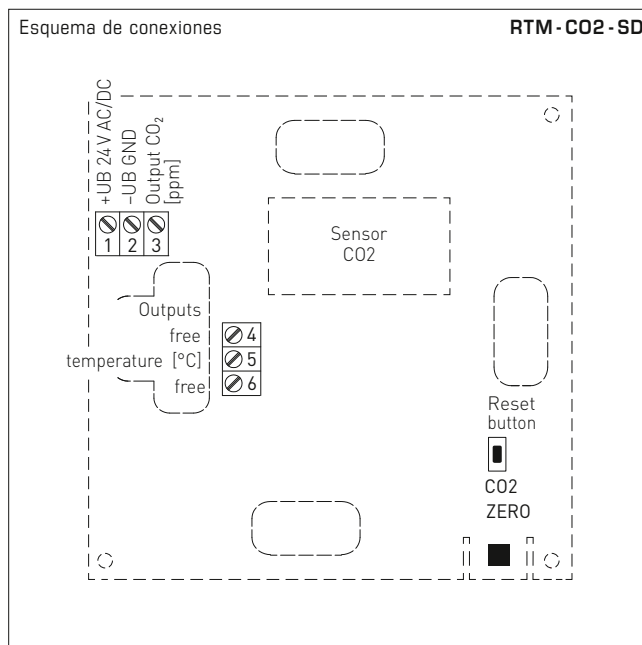 Esquema de conexiones
RTM-CO2-SD
+UB 24 V AC/DC
–UB GND
Output CO₂
[ppm]
1 2 3
Sensor
CO2
Outputs
free 4
temperature [°C] 5
free 6
Reset
button
CO2
ZERO